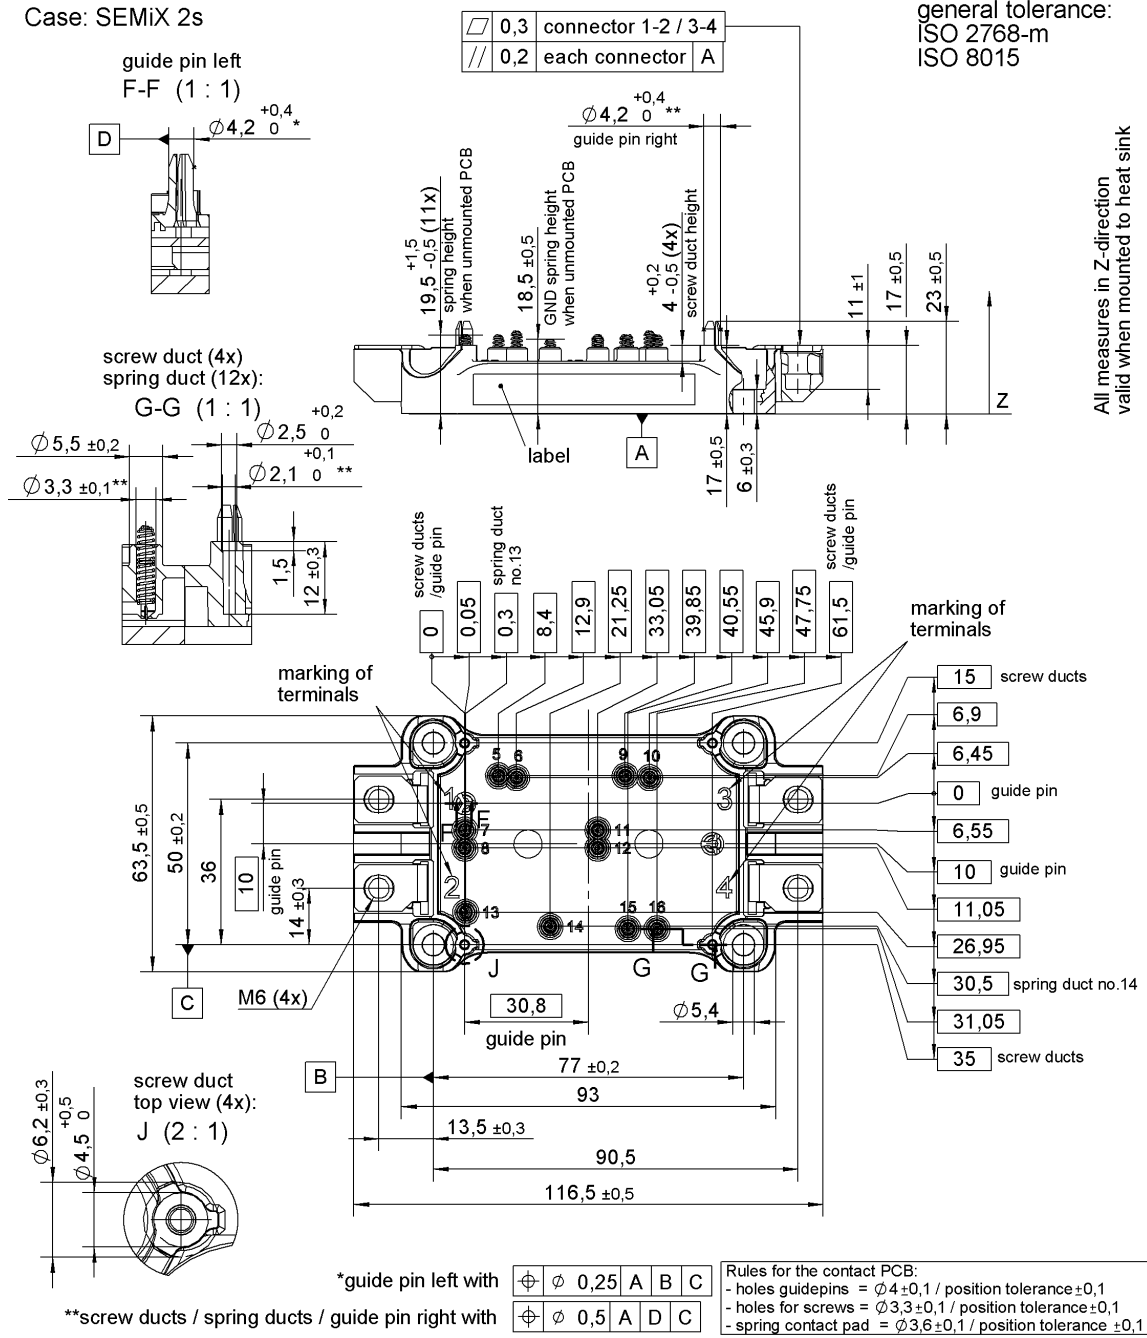 Case: SEMiX 2s
guide pin left
F-F (1 : 1)
D
Ø4,2 +0,4 0 *
0,3 connector 1-2 / 3-4
// 0,2 each connector A
general tolerance:
ISO 2768-m
ISO 8015
Ø4,2 +0,4 0 **
guide pin right
19,5 +1,5 -0,5 (11x)
spring height
when unmounted PCB
18,5 ±0,5
GND spring height
when unmounted PCB
4 +0,2 -0,5 (4x)
screw duct height
11 ±1
17 ±0,5
23 ±0,5
All measures in Z-direction
valid when mounted to heat sink
Z
label
A
17 ±0,5
6 ±0,3
screw duct (4x)
spring duct (12x):
G-G (1 : 1)
Ø5,5 ±0,2
Ø2,5 +0,2 0
Ø3,3 ±0,1**
Ø2,1 +0,1 0 **
1,5
12 ±0,3
screw ducts
/guide pin
spring duct
no.13
screw ducts
/guide pin
0
0,05
0,3
8,4
12,9
21,25
33,05
39,85
40,55
45,9
47,75
61,5
marking of
terminals
marking of
terminals
15 screw ducts
6,9
6,45
0 guide pin
6,55
10 guide pin
11,05
26,95
30,5 spring duct no.14
31,05
35 screw ducts
5
6
9
10
1
3
F
F
7
8
11
12
2
4
13
14
15
16
J
G
G
63,5 ±0,5
50 ±0,2
36
10
guide pin
14 ±0,3
C
M6 (4x)
30,8
guide pin
Ø5,4
B
77 ±0,2
93
13,5 ±0,3
90,5
116,5 ±0,5
screw duct
top view (4x):
J (2 : 1)
Ø6,2 ±0,3
Ø4,5 +0,5 0
*guide pin left with ⌖ Ø 0,25 A B C
**screw ducts / spring ducts / guide pin right with ⌖ Ø 0,5 A D C
Rules for the contact PCB:
- holes guidepins = Ø4±0,1 / position tolerance±0,1
- holes for screws = Ø3,3±0,1 / position tolerance±0,1
- spring contact pad = Ø3,6±0,1 / position tolerance ±0,1